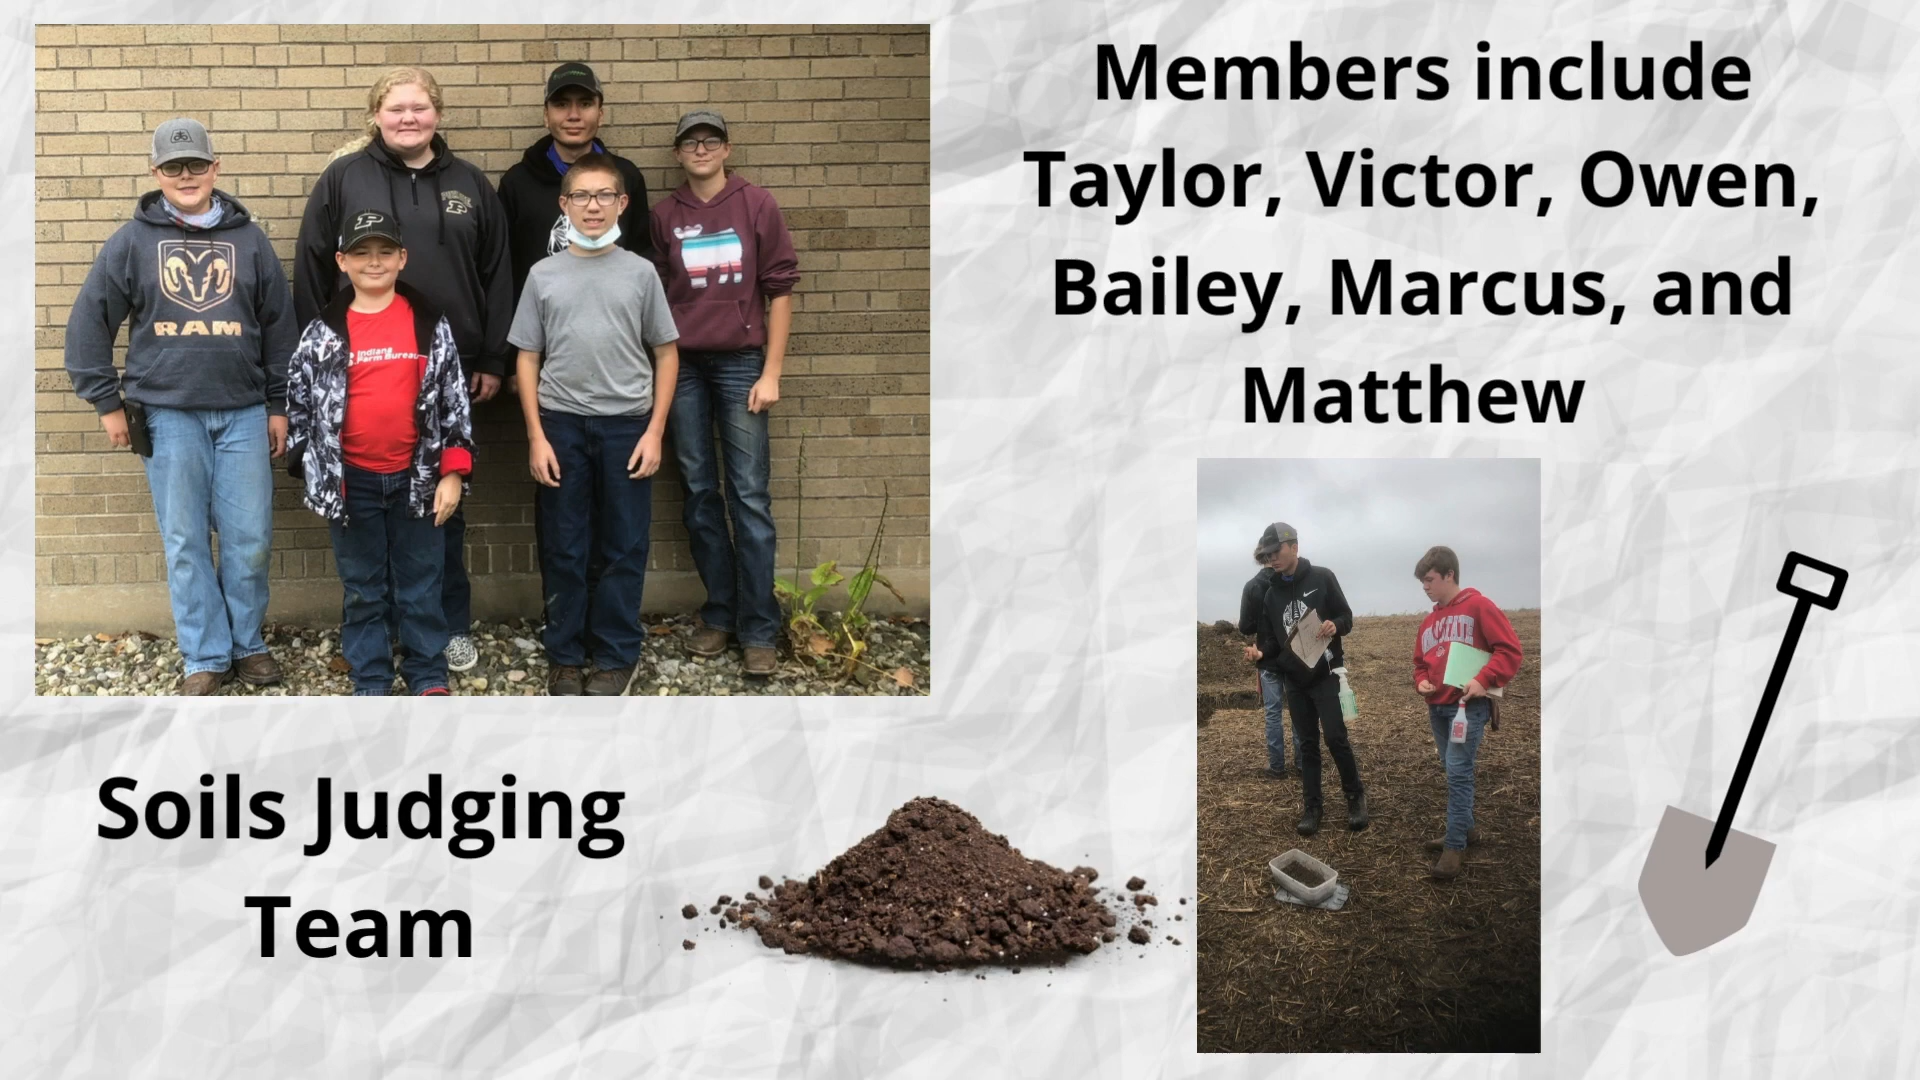 Members include
Taylor, Victor, Owen,
Bailey, Marcus, and
Matthew
RAM
P
P
Indiana
Farm Bureau
Soils Judging
Team